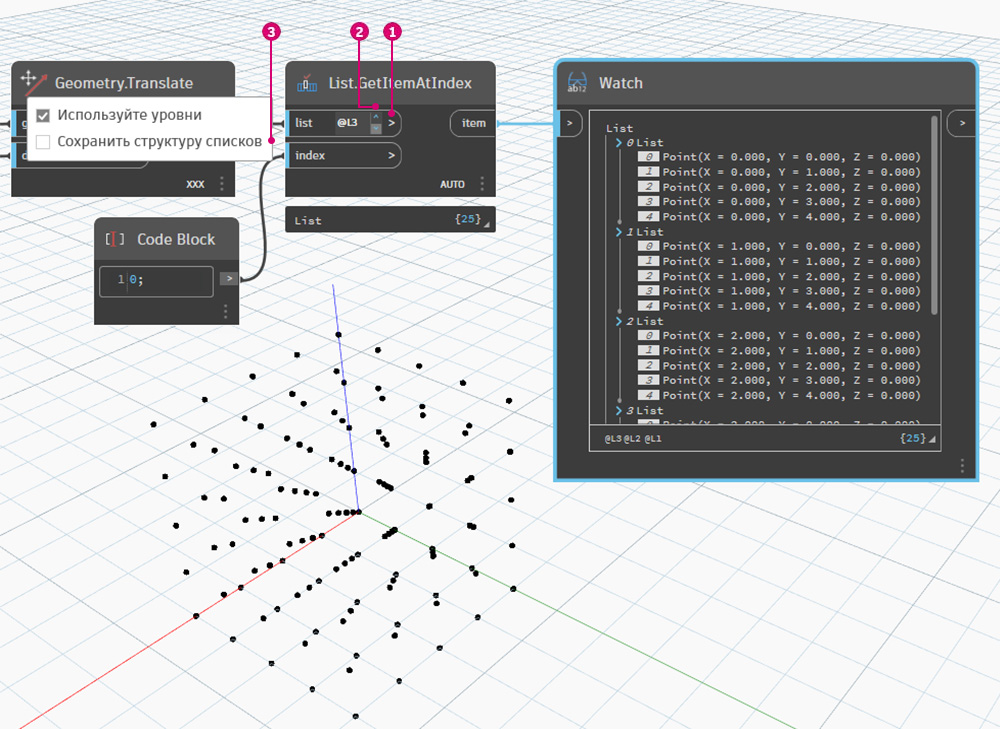 3
2
1
Geometry.Translate
Используйте уровни
Сохранить структуру списков
XXX
List.GetItemAtIndex
list
@L3
>
item
index
>
AUTO
List
{25}
Code Block
1
0;
>
Watch
>
>
List
0 List
0 Point(X = 0.000, Y = 0.000, Z = 0.000)
1 Point(X = 0.000, Y = 1.000, Z = 0.000)
2 Point(X = 0.000, Y = 2.000, Z = 0.000)
3 Point(X = 0.000, Y = 3.000, Z = 0.000)
4 Point(X = 0.000, Y = 4.000, Z = 0.000)
1 List
0 Point(X = 1.000, Y = 0.000, Z = 0.000)
1 Point(X = 1.000, Y = 1.000, Z = 0.000)
2 Point(X = 1.000, Y = 2.000, Z = 0.000)
3 Point(X = 1.000, Y = 3.000, Z = 0.000)
4 Point(X = 1.000, Y = 4.000, Z = 0.000)
2 List
0 Point(X = 2.000, Y = 0.000, Z = 0.000)
1 Point(X = 2.000, Y = 1.000, Z = 0.000)
2 Point(X = 2.000, Y = 2.000, Z = 0.000)
3 Point(X = 2.000, Y = 3.000, Z = 0.000)
4 Point(X = 2.000, Y = 4.000, Z = 0.000)
3 List
@L3 @L2 @L1
{25}